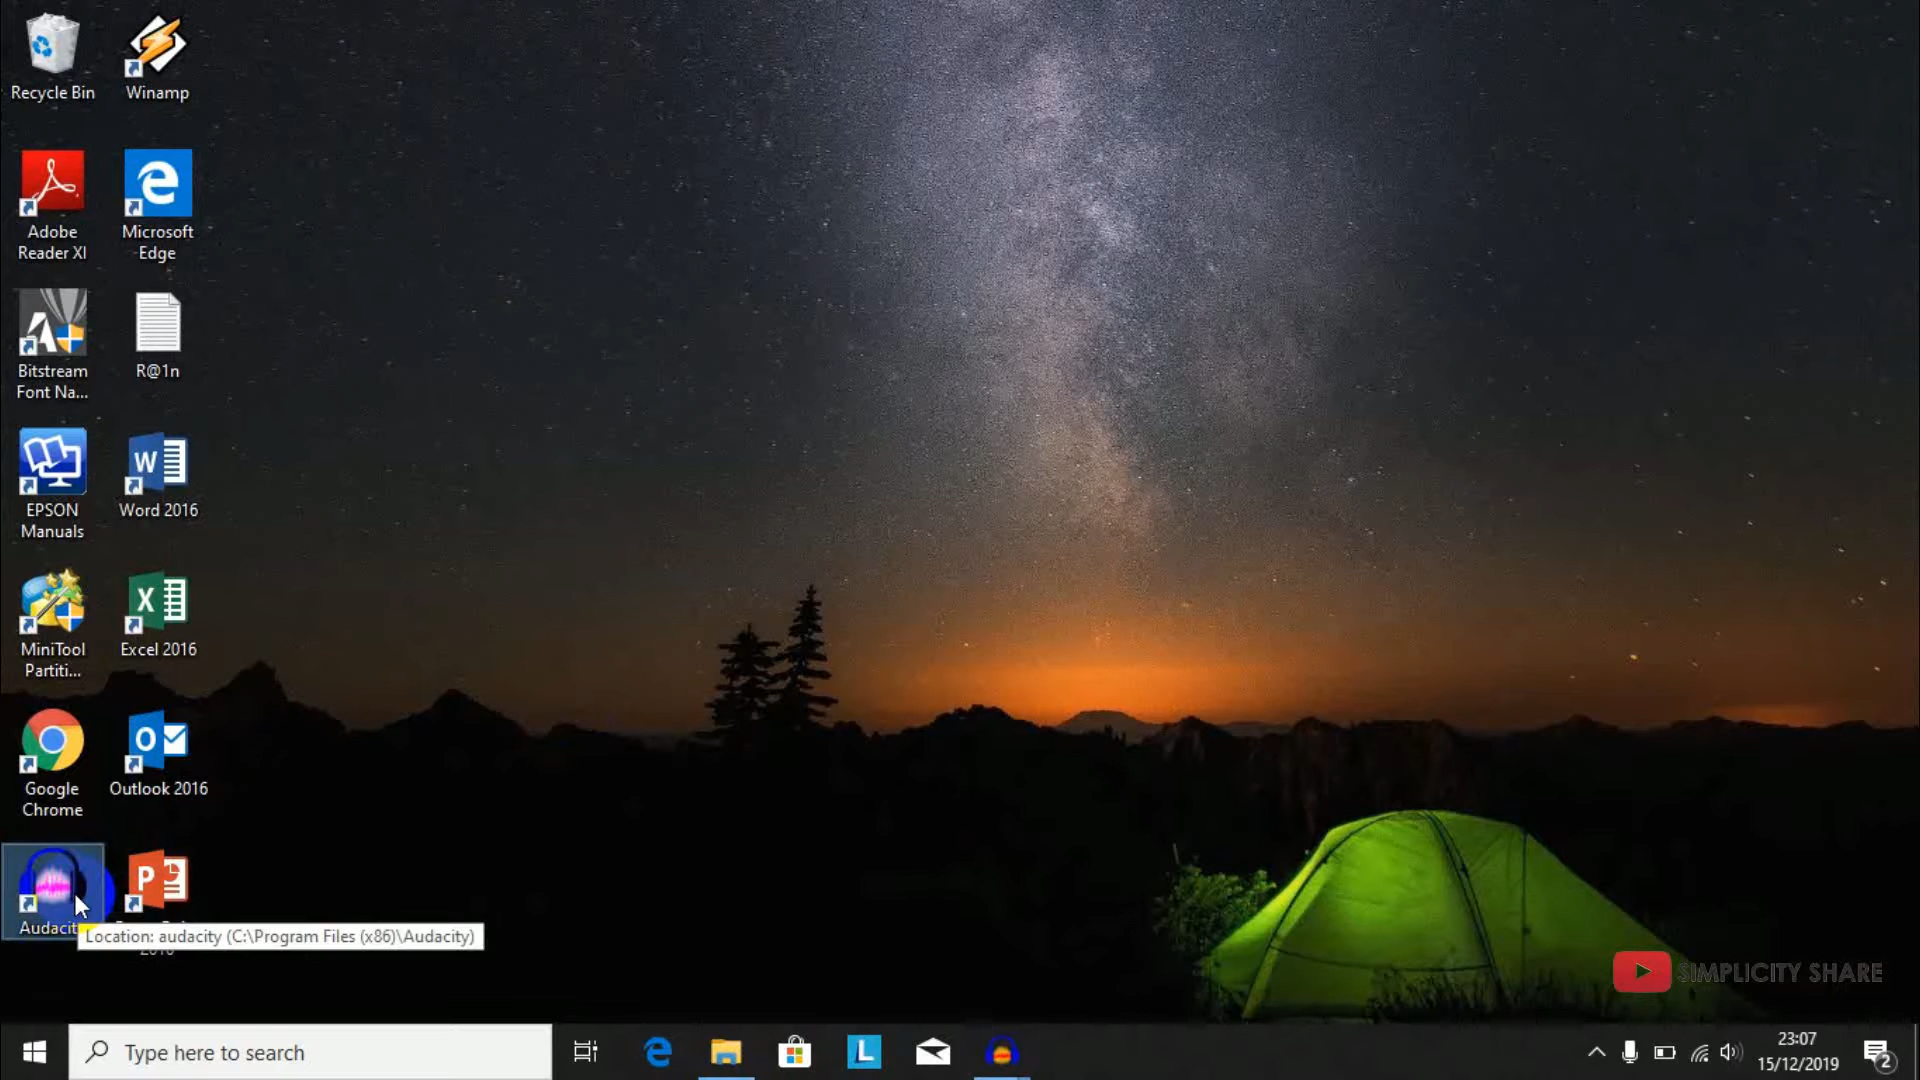 Recycle Bin
Winamp
Adobe
Reader XI
Microsoft
Edge
Bitstream
Font Na...
R@1n
EPSON
Manuals
Word 2016
MiniTool
Partiti...
Excel 2016
Google
Chrome
Outlook 2016
Location: audacity (C:\Program Files (x86)\Audacity)
SIMPLICITY SHARE
Type here to search
23:07
15/12/2019
2